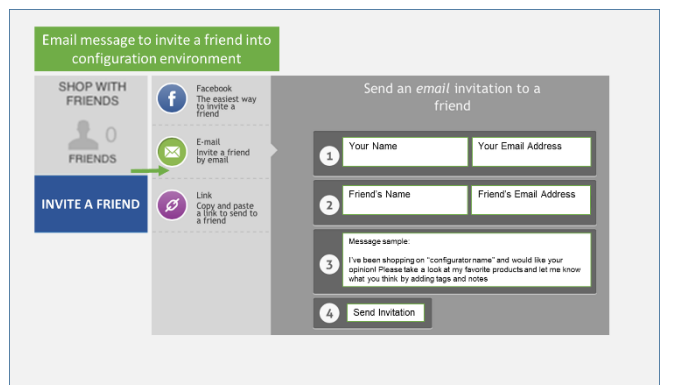 Email message to invite a friend into
configuration environment
SHOP WITH
FRIENDS
0
FRIENDS
INVITE A FRIEND
f
Facebook
The easiest way
to invite a
friend
E-mail
Invite a friend
by email
Link
Copy and paste
a link to send to
a friend
Send an email invitation to a
friend
1
Your Name
Your Email Address
2
Friend's Name
Friend's Email Address
3
Message sample:
I've been shopping on "configurator name" and would like your
opinion! Please take a look at my favorite products and let me know
what you think by adding tags and notes
4
Send Invitation